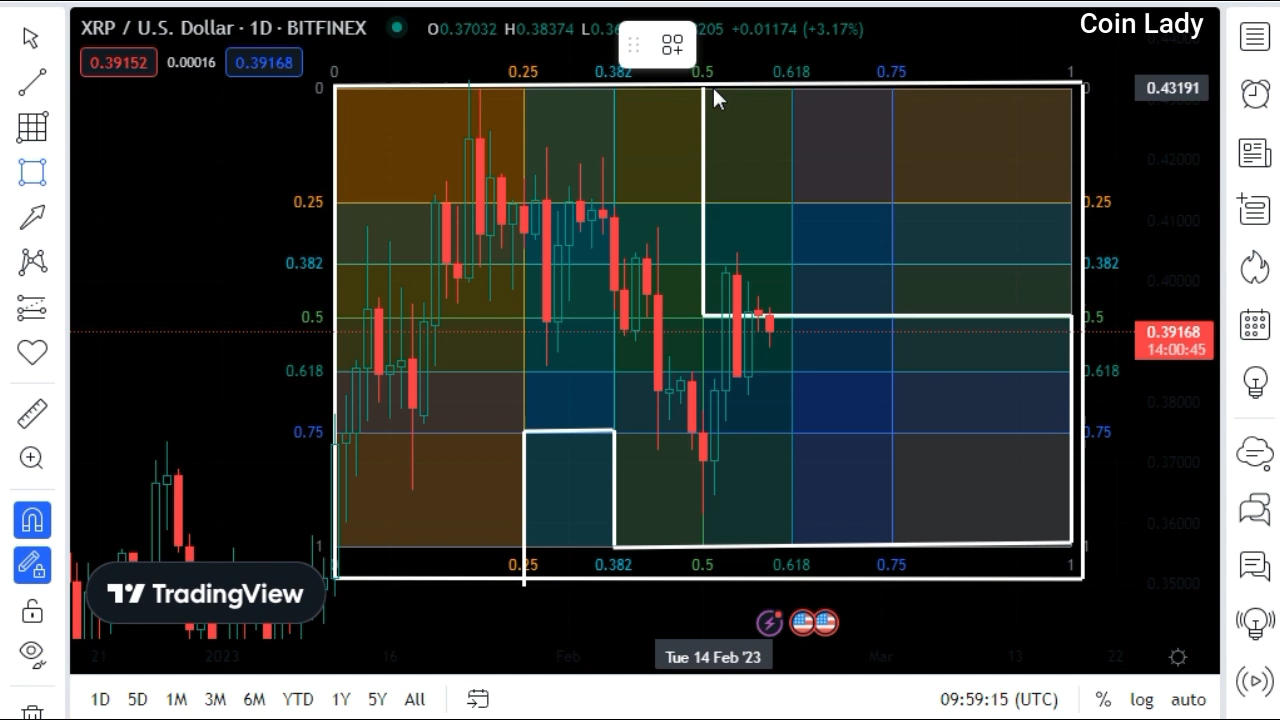 XRP / U.S. Dollar · 1D · BITFINEX
O0.37032 H0.38374 L0.3 205 +0.01174 (+3.17%)
Coin Lady
0.39152 0.00016 0.39168
0 0.25 0.382 0.5 0.618 0.75 1
0 0 0.43191
0.42000
0.25 0.25 0.41000
0.382 0.382 0.40000
0.5 0.5
0.39168
14:00:45
0.618 0.618
0.38000
0.75 0.75
0.37000
0.36000
1 1
0.25 0.382 0.5 0.618 0.75 1
0.35000
TradingView
21 2023 16 Feb Tue 14 Feb '23 Mar 13 22
1D 5D 1M 3M 6M YTD 1Y 5Y All 09:59:15 (UTC) % log auto